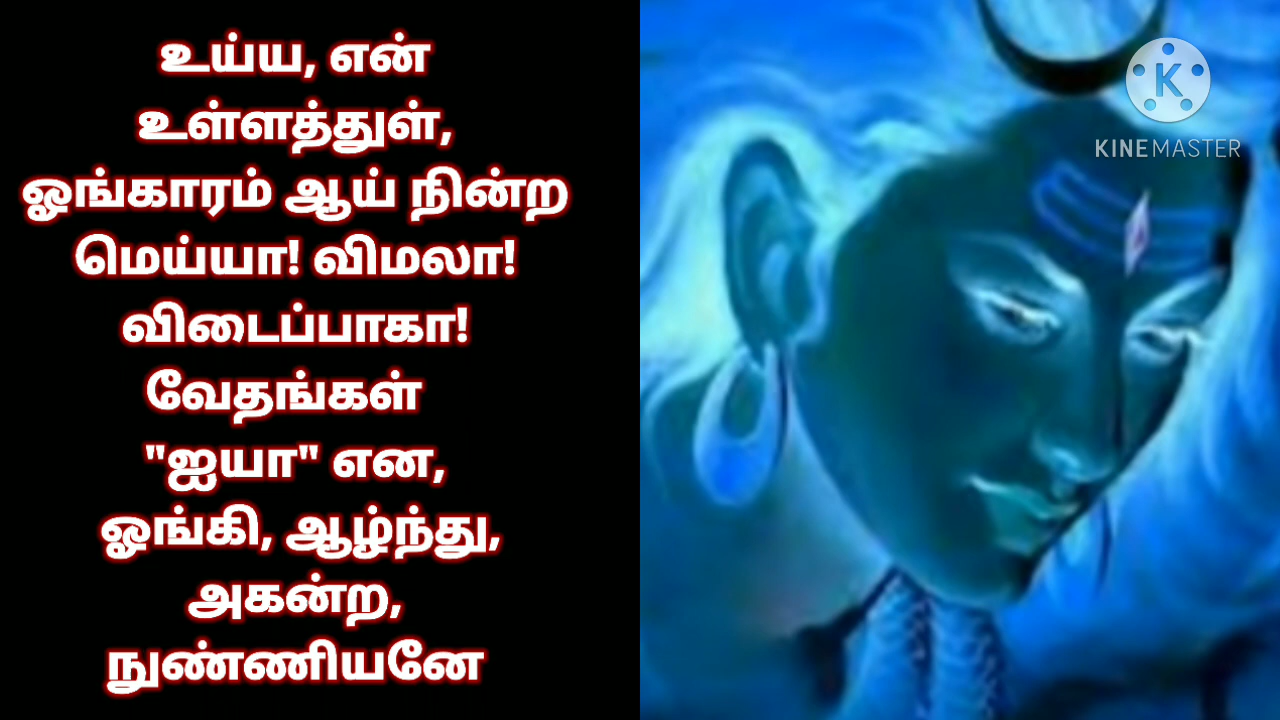 உய்ய, என்
உள்ளத்துள்,
ஓங்காரம் ஆய் நின்ற
மெய்யா! விமலா!
விடைப்பாகா!
வேதங்கள்
"ஐயா" என,
ஓங்கி, ஆழ்ந்து,
அகன்ற,
நுண்ணியனே
K
KINEMASTER